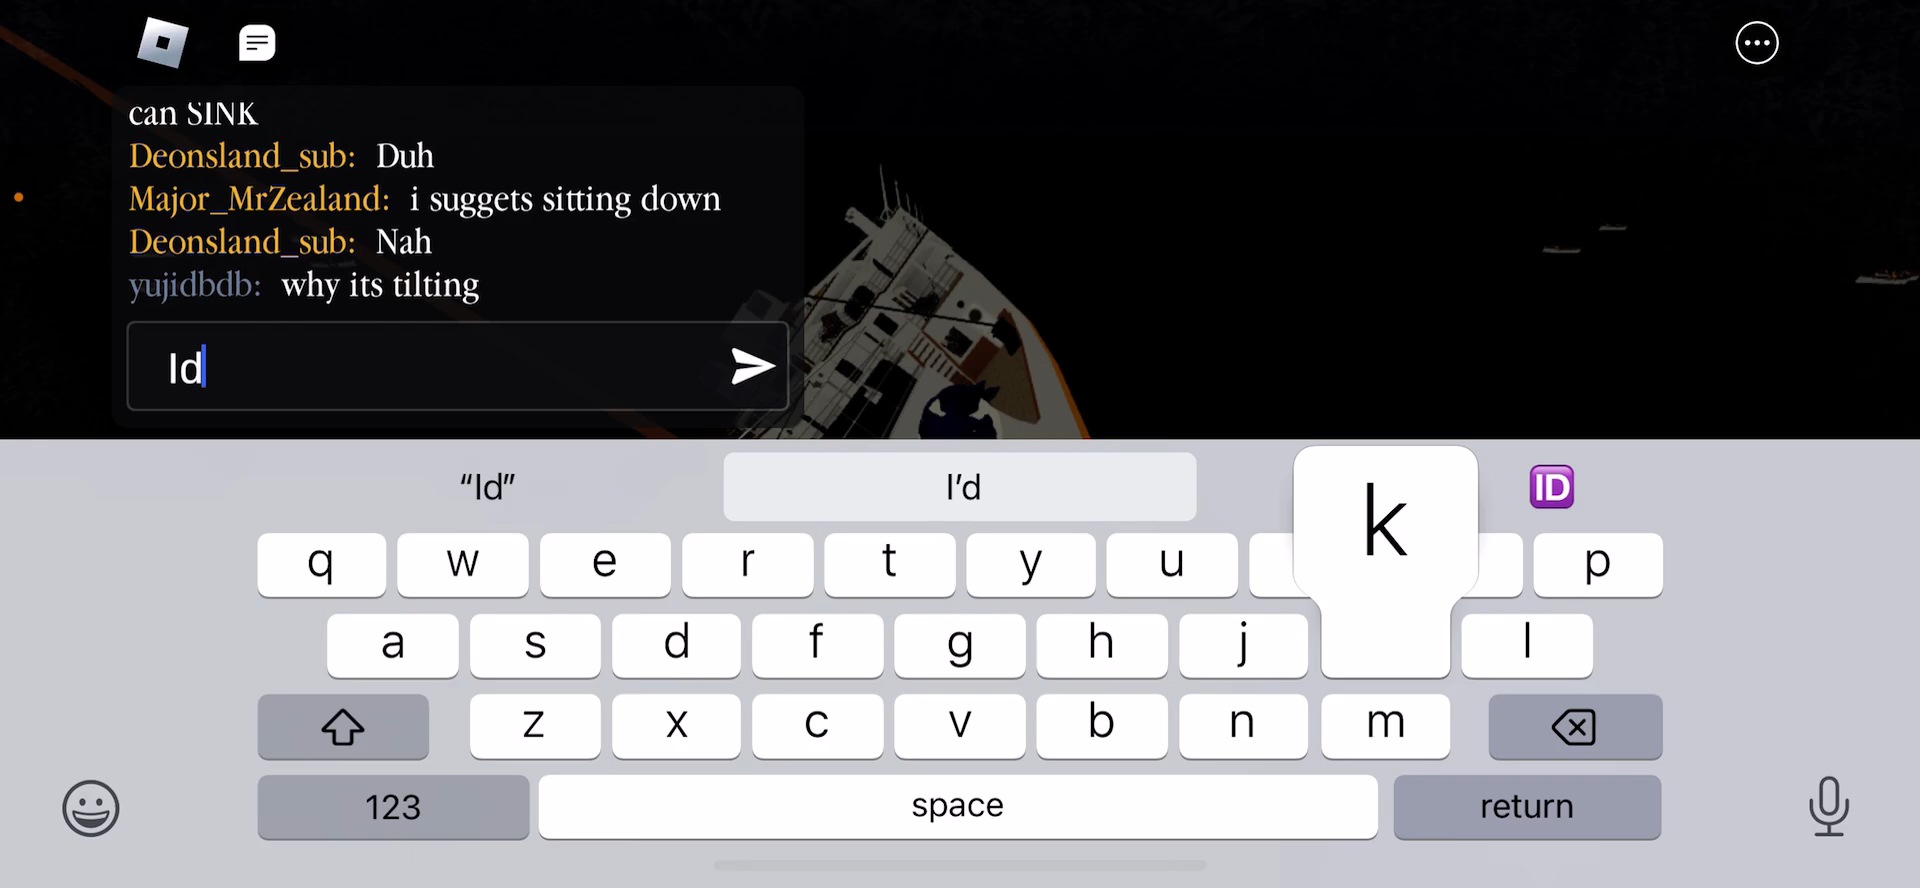 can SINK
Deonsland_sub: Duh
Major_MrZealand: i suggets sitting down
Deonsland_sub: Nah
yujidbdb: why its tilting
Id
“Id” I’d 🆔
q w e r t y u k p
a s d f g h j l
z x c v b n m
123 space return